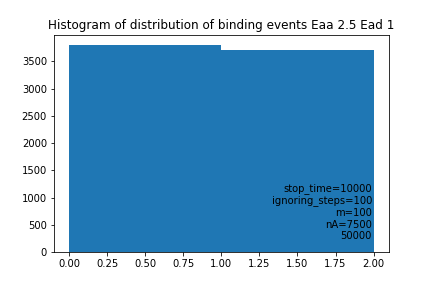 Histogram of distribution of binding events Eaa 2.5 Ead 1
3500
3000
2500
2000
1500
1000
500
0
stop_time=10000
ignoring_steps=100
m=100
nA=7500
50000
0.00 0.25 0.50 0.75 1.00 1.25 1.50 1.75 2.00